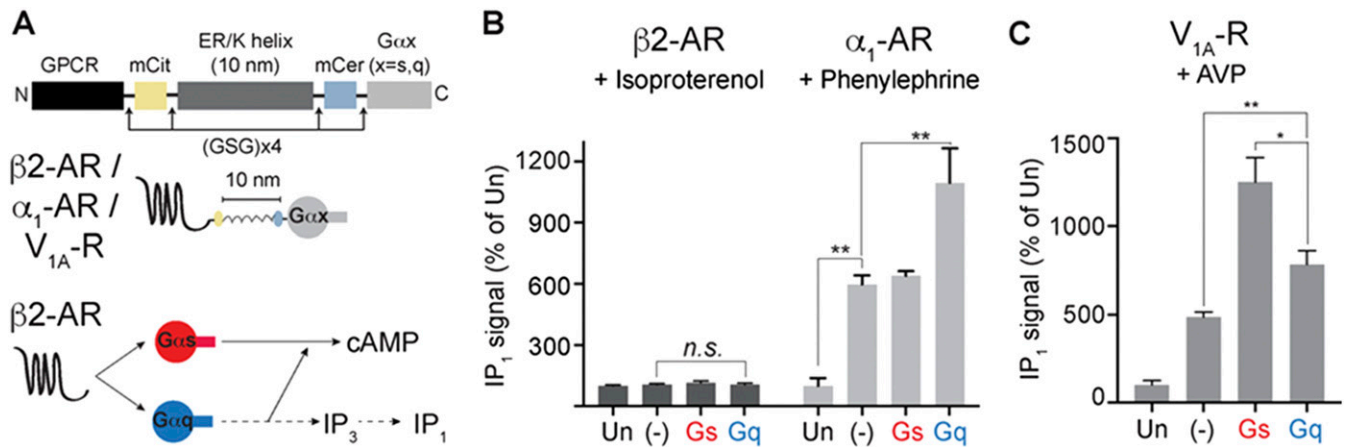 A
GPCR mCit ER/K helix (10 nm) mCer Gαx (x=s,q)
N C
(GSG)x4
β2-AR /
α1-AR /
V1A-R
10 nm
Gαx
β2-AR
Gαs
cAMP
Gαq
IP3
IP1
B
β2-AR
+ Isoproterenol
α1-AR
+ Phenylephrine
IP1 signal (% of Un)
1200
900
600
300
n.s.
**
**
Un (-) Gs Gq Un (-) Gs Gq
C
V1A-R
+ AVP
IP1 signal (% of Un)
1500
1000
500
0
**
*
Un (-) Gs Gq